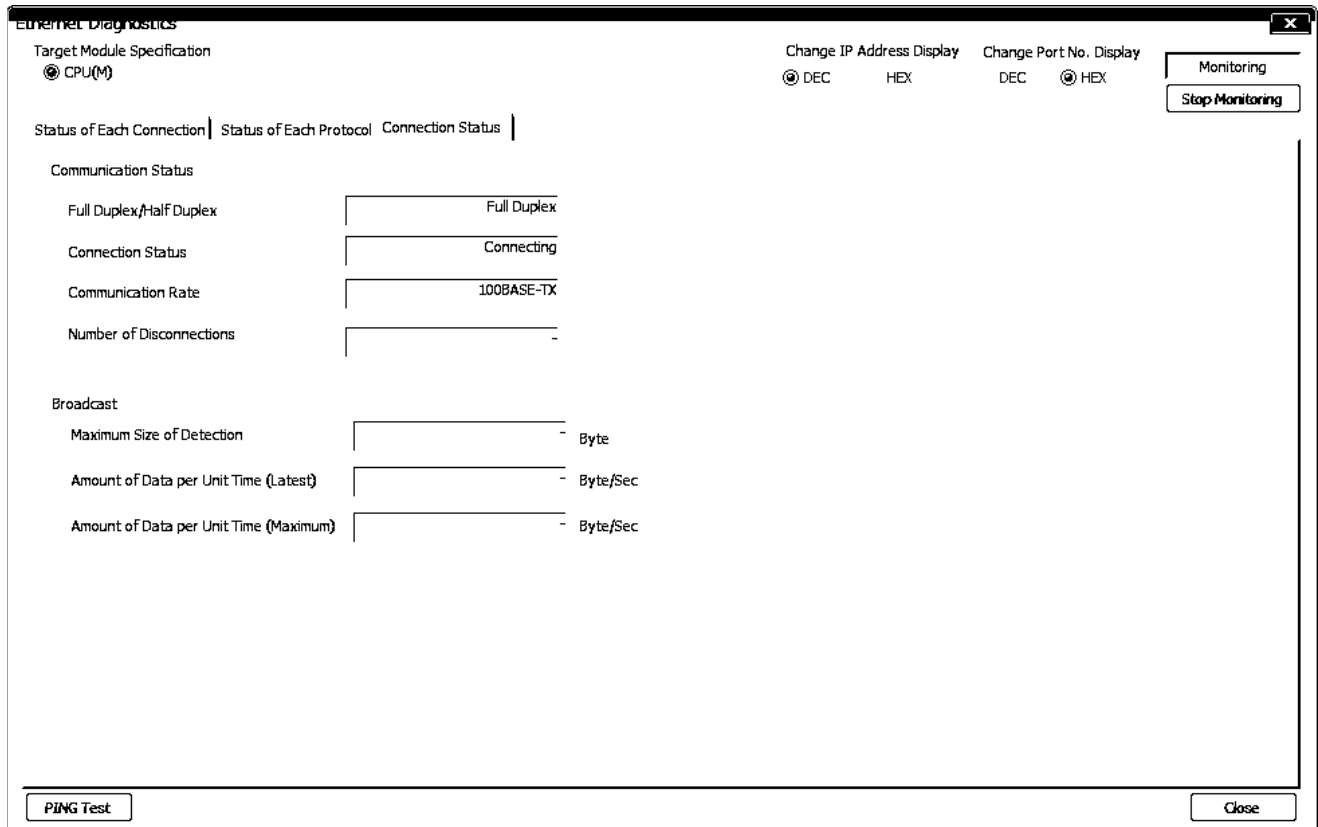 Ethernet Diagnostics
X
Target Module Specification
CPU(M)
Change IP Address Display
DEC HEX
Change Port No. Display
DEC HEX
Monitoring
Stop Monitoring
Status of Each Connection Status of Each Protocol Connection Status
Communication Status
Full Duplex/Half Duplex Full Duplex
Connection Status Connecting
Communication Rate 100BASE-TX
Number of Disconnections -
Broadcast
Maximum Size of Detection - Byte
Amount of Data per Unit Time (Latest) - Byte/Sec
Amount of Data per Unit Time (Maximum) - Byte/Sec
PING Test Close